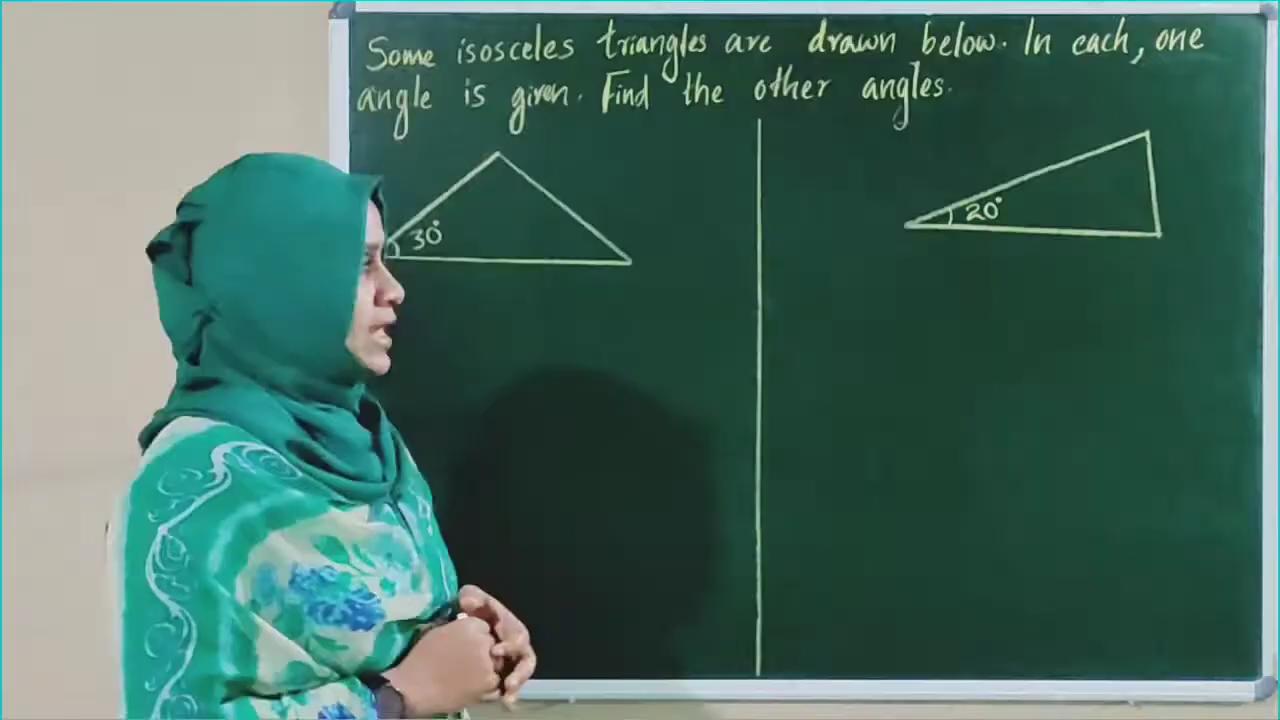 Some isosceles triangles are drawn below. In each, one
angle is given. Find the other angles.
30°
20°